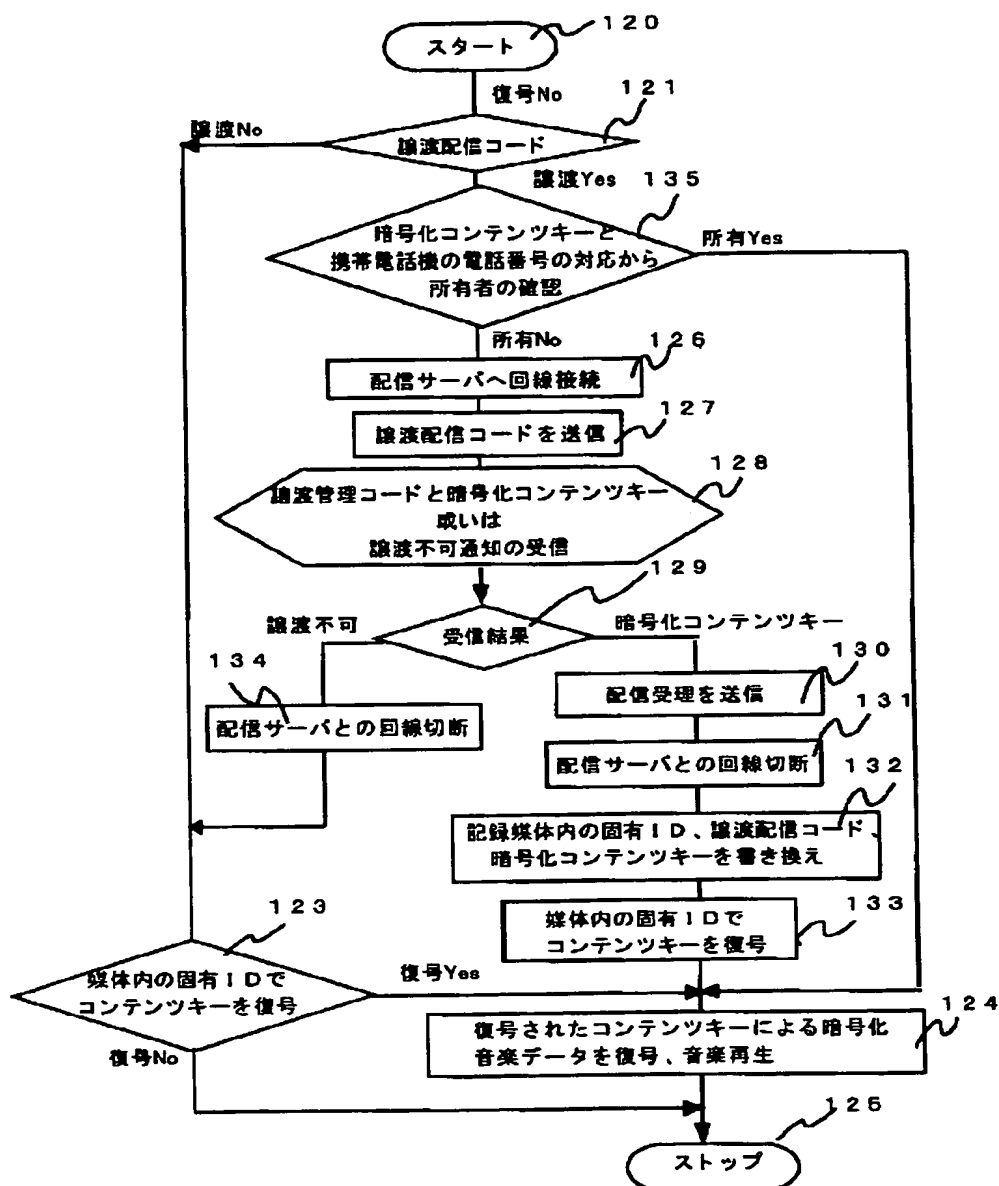 120
スタート
復号No
121
譲渡No
譲渡配信コード
譲渡Yes
135
暗号化コンテンツキーと
携帯電話機の電話番号の対応から
所有者の確認
所有Yes
所有No
126
配信サーバへ回線接続
127
譲渡配信コードを送信
128
譲渡管理コードと暗号化コンテンツキー
或いは
譲渡不可通知の受信
129
譲渡不可
受信結果
暗号化コンテンツキー
134
130
配信受理を送信
配信サーバとの回線切断
131
配信サーバとの回線切断
132
記録媒体内の固有ID、譲渡配信コード、
暗号化コンテンツキーを書き換え
123
133
媒体内の固有IDで
コンテンツキーを復号
媒体内の固有IDで
コンテンツキーを復号
復号Yes
124
復号されたコンテンツキーによる暗号化
音楽データを復号、音楽再生
復号No
125
ストップ